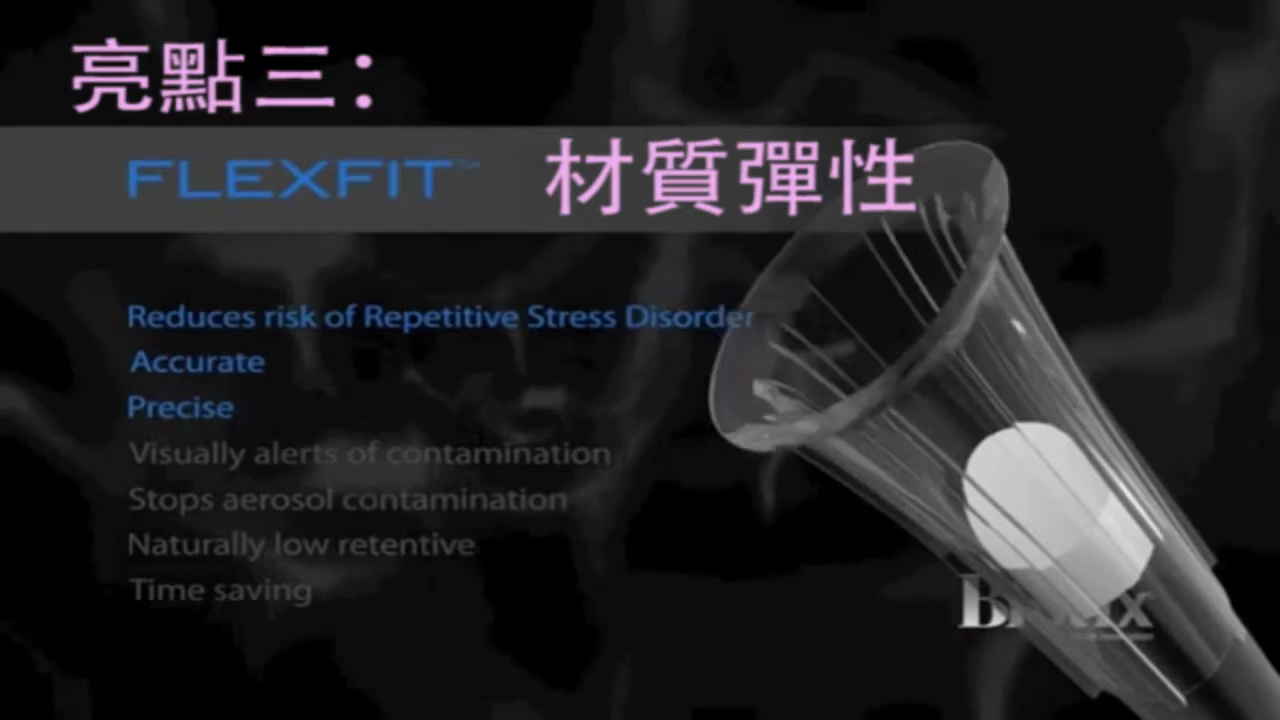 亮點三：
FLEXFIT™ 材質彈性
Reduces risk of Repetitive Stress Disorder
Accurate
Precise
Visually alerts of contamination
Stops aerosol contamination
Naturally low retentive
Time saving